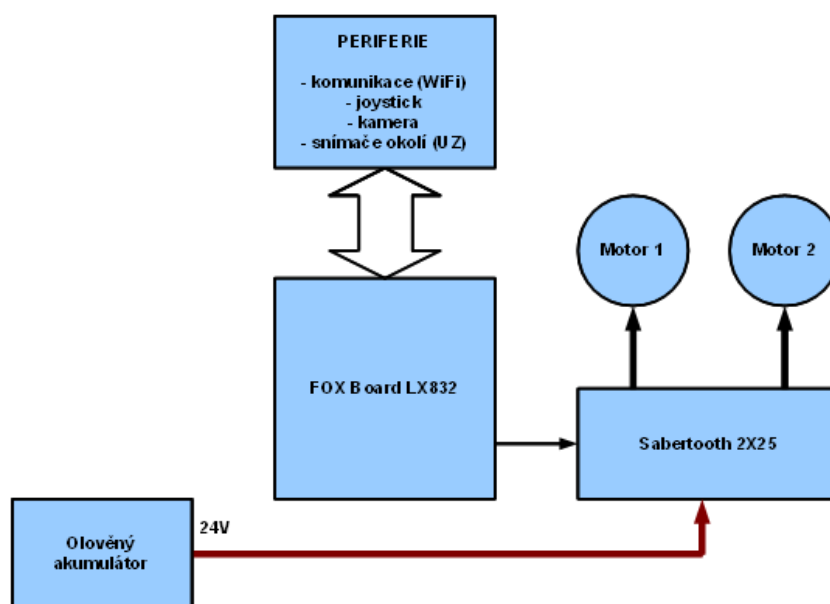 PERIFERIE
- komunikace (WiFi)
- joystick
- kamera
- snímače okolí (UZ)
Motor 1
Motor 2
FOX Board LX832
Sabertooth 2X25
24V
Olověný
akumulátor